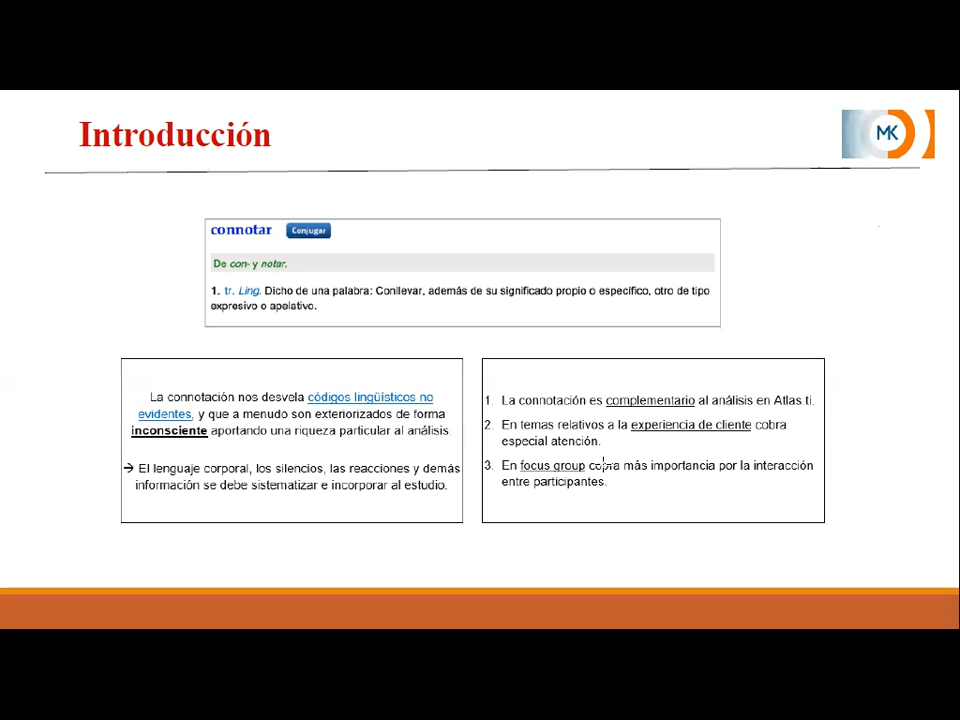 Introducción
MK
connotar Conjugar
De con- y notar.
1. tr. Ling. Dicho de una palabra: Conllevar, además de su significado propio o específico, otro de tipo
expresivo o apelativo.
La connotación nos desvela códigos lingüísticos no
evidentes, y que a menudo son exteriorizados de forma
inconsciente aportando una riqueza particular al análisis.
→ El lenguaje corporal, los silencios, las reacciones y demás
información se debe sistematizar e incorporar al estudio.
1. La connotación es complementario al análisis en Atlas ti.
2. En temas relativos a la experiencia de cliente cobra
especial atención.
3. En focus group cobra más importancia por la interacción
entre participantes.